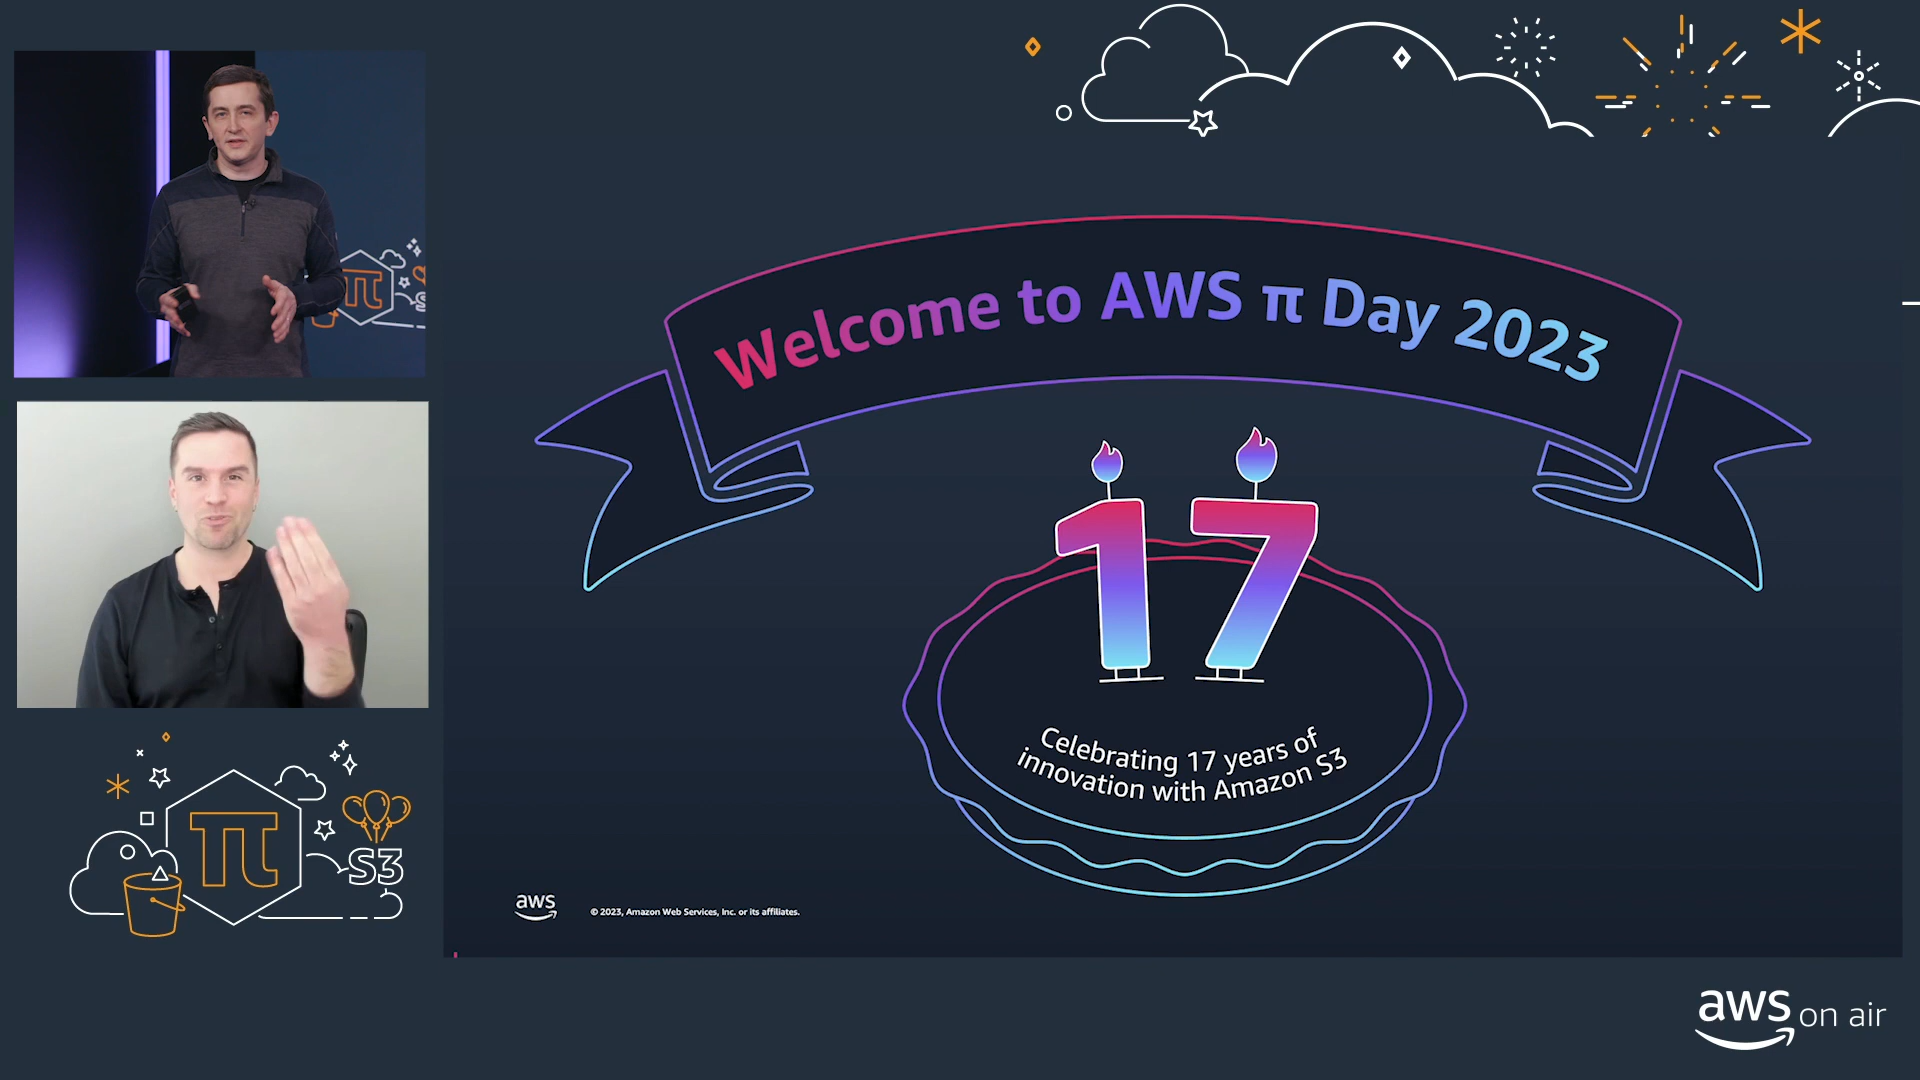 Welcome to AWS π Day 2023
17
Celebrating 17 years of
innovation with Amazon S3
π
S
π
S3
aws
© 2023, Amazon Web Services, Inc. or its affiliates.
aws on air